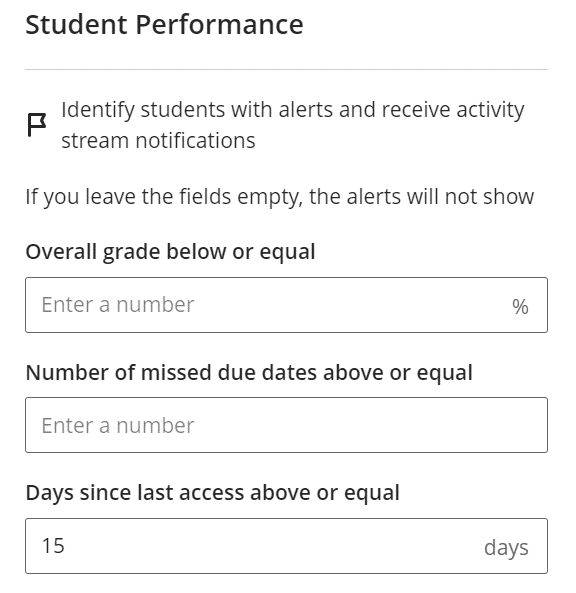 Student Performance
Identify students with alerts and receive activity
stream notifications
If you leave the fields empty, the alerts will not show
Overall grade below or equal
Enter a number %
Number of missed due dates above or equal
Enter a number
Days since last access above or equal
15 days